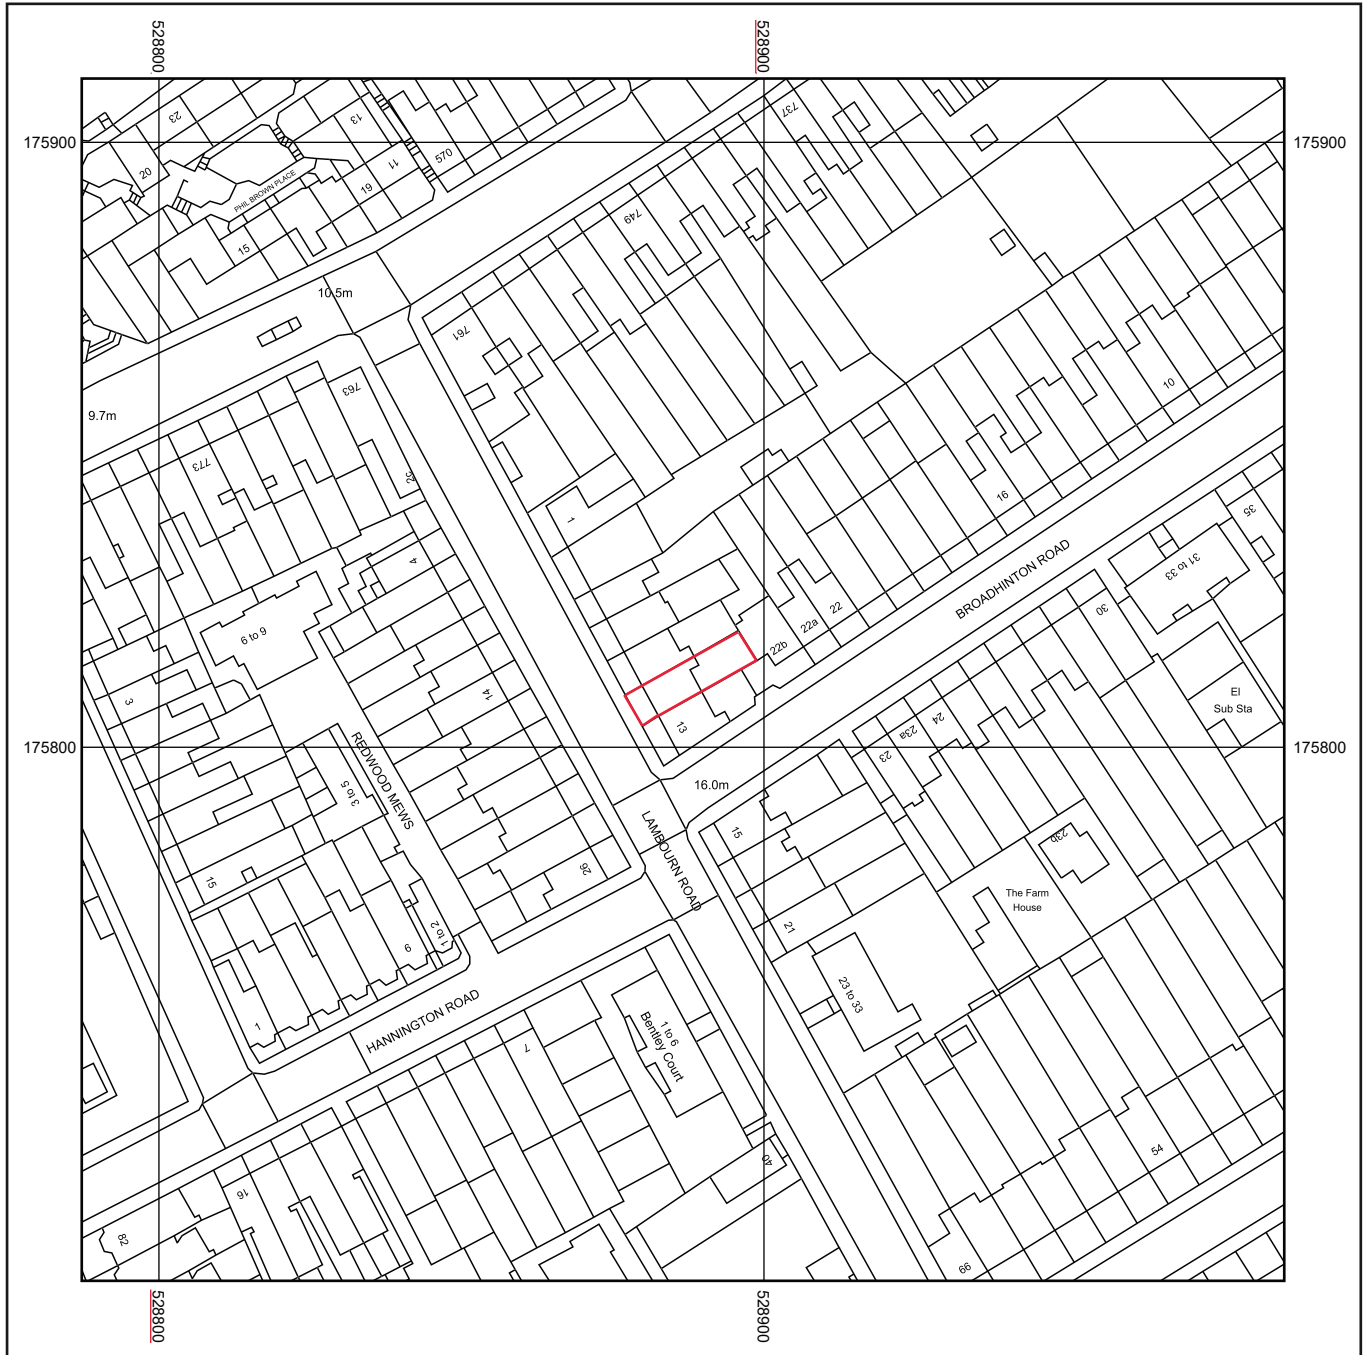 528800
528900
175900
175900
23
20
13
11
570
19
PHIL BROWN PLACE
15
737
749
10.5m
761
763
9.7m
773
2c
10
16
35
1
4
BROADHINTON ROAD
31 to 33
6 to 9
22
22a
22b
30
3
14
El
Sub Sta
24
23a
23
13
175800
175800
REDWOOD MEWS
3 to 5
16.0m
LAMBOURN ROAD
15
23b
26
15
The Farm
House
21
9
1 to 2
23 to 33
HANNINGTON ROAD
1
7
1 to 6
Bentley Court
40
54
16
82
66
528800
528900